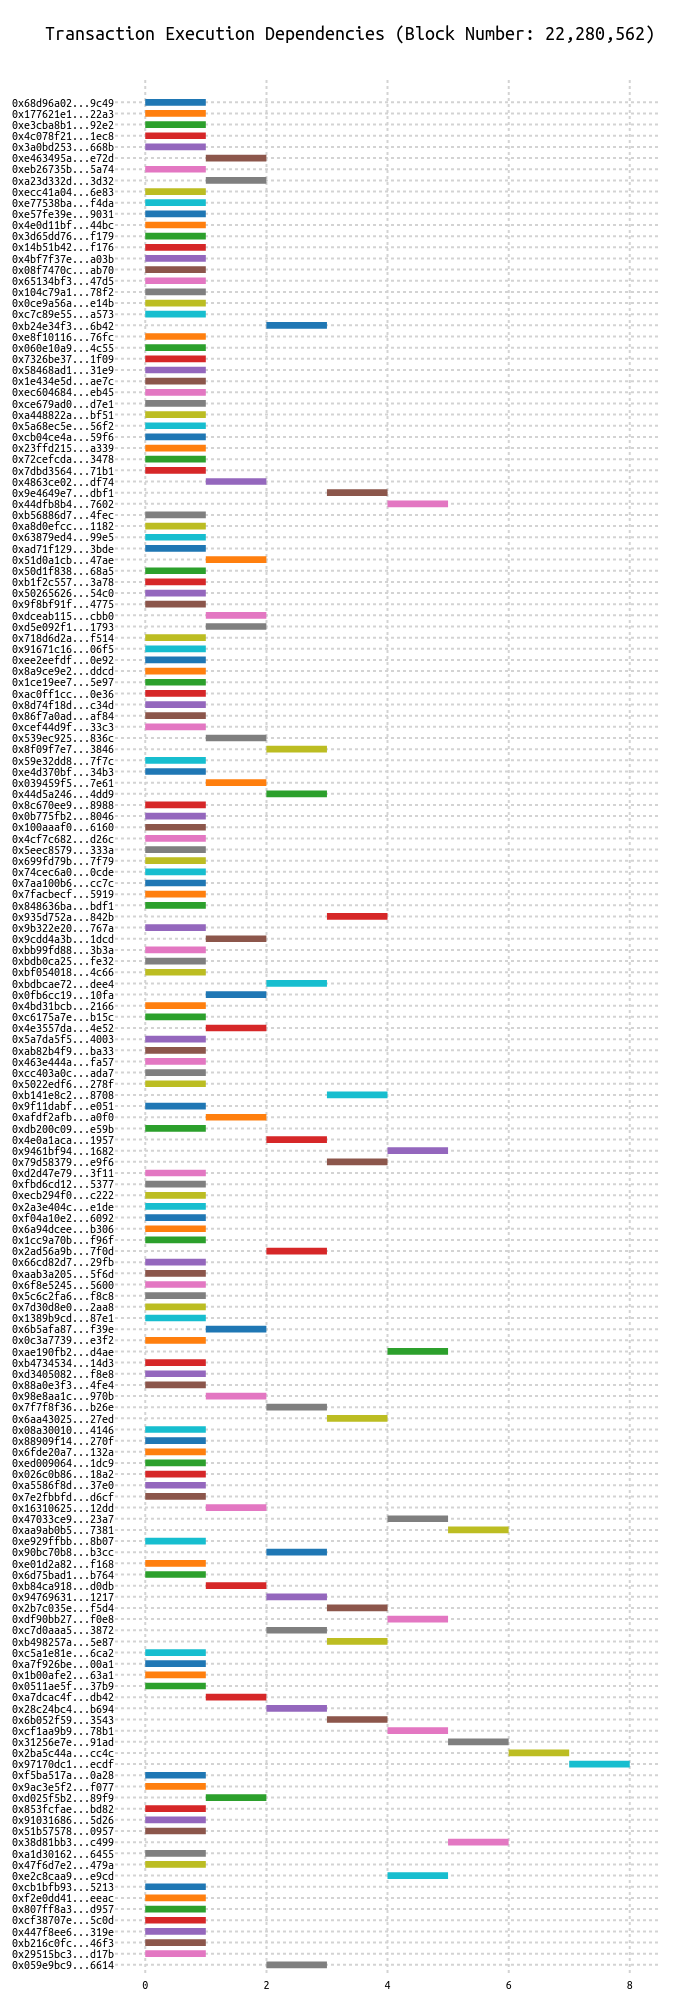 Transaction Execution Dependencies (Block Number: 22,280,562)
0x68d96a02...9c49
0x177621e1...22a3
0xe3cba8b1...92e2
0x4c078f21...1ec8
0x3a0bd253...668b
0xe463495a...e72d
0xeb26735b...5a74
0xa23d332d...3d32
0xecc41a04...6e83
0xe77538ba...f4da
0xe57fe39e...9031
0x4e0d11bf...44bc
0x3d65dd76...f179
0x14b51b42...f176
0x4bf7f37e...a03b
0x08f7470c...ab70
0x65134bf3...47d5
0x104c79a1...78f2
0x0ce9a56a...e14b
0xc7c89e55...a573
0xb24e34f3...6b42
0xe8f10116...76fc
0x060e10a9...4c55
0x7326be37...1f09
0x58468ad1...31e9
0x1e434e5d...ae7c
0xec604684...eb45
0xce679ad0...d7e1
0xa448822a...bf51
0x5a68ec5e...56f2
0xcb04ce4a...59f6
0x23ffd215...a339
0x72cefcda...3478
0x7dbd3564...71b1
0x4863ce02...df74
0x9e4649e7...dbf1
0x44dfb8b4...7602
0xb56886d7...4fec
0xa8d0efcc...1182
0x63879ed4...99e5
0xad71f129...3bde
0x51d0a1cb...47ae
0x50d1f838...68a5
0xb1f2c557...3a78
0x50265626...54c0
0x9f8bf91f...4775
0xdceab115...cbb0
0xd5e092f1...1793
0x718d6d2a...f514
0x91671c16...06f5
0xee2eefdf...0e92
0x8a9ce9e2...ddcd
0x1ce19ee7...5e97
0xac0ff1cc...0e36
0x8d74f18d...c34d
0x86f7a0ad...af84
0xcef44d9f...33c3
0x539ec925...836c
0x8f09f7e7...3846
0x59e32dd8...7f7c
0xe4d370bf...34b3
0x039459f5...7e61
0x44d5a246...4dd9
0x8c670ee9...8988
0x0b775fb2...8046
0x100aaaf0...6160
0x4cf7c682...d26c
0x5eec8579...333a
0x699fd79b...7f79
0x74cec6a0...0cde
0x7aa100b6...cc7c
0x7facbecf...5919
0x848636ba...bdf1
0x935d752a...842b
0x9b322e20...767a
0x9cdd4a3b...1dcd
0xbb99fd88...3b3a
0xbdb0ca25...fe32
0xbf054018...4c66
0xbdbcae72...dee4
0x0fb6cc19...10fa
0x4bd31bcb...2166
0xc6175a7e...b15c
0x4e3557da...4e52
0x5a7da5f5...4003
0xab82b4f9...ba33
0x463e444a...fa57
0xcc403a0c...ada7
0x5022edf6...278f
0xb141e8c2...8708
0x9f11dabf...e051
0xafdf2afb...a0f0
0xdb200c09...e59b
0x4e0a1aca...1957
0x9461bf94...1682
0x79d58379...e9f6
0xd2d47e79...3f11
0xfbd6cd12...5377
0xecb294f0...c222
0x2a3e404c...e1de
0xf04a10e2...6092
0x6a94dcee...b306
0x1cc9a70b...f96f
0x2ad56a9b...7f0d
0x66cd82d7...29fb
0xaab3a205...5f6d
0x6f8e5245...5600
0x5c6c2fa6...f8c8
0x7d30d8e0...2aa8
0x1389b9cd...87e1
0x6b5afa87...f39e
0x0c3a7739...e3f2
0xae190fb2...d4ae
0xb4734534...14d3
0xd3405082...f8e8
0x88a0e3f3...4fe4
0x98e8aa1c...970b
0x7f7f8f36...b26e
0x6aa43025...27ed
0x08a30010...4146
0x88909f14...270f
0x6fde20a7...132a
0xed009064...1dc9
0x026c0b86...18a2
0xa5586f8d...37e0
0x7e2fbbfd...d6cf
0x16310625...12dd
0x47033ce9...23a7
0xaa9ab0b5...7381
0xe929ffbb...8b07
0x90bc70b8...b3cc
0xe01d2a82...f168
0x6d75bad1...b764
0xb84ca918...d0db
0x94769631...1217
0x2b7c035e...f5d4
0xdf90bb27...f0e8
0xc7d0aaa5...3872
0xb498257a...5e87
0xc5a1e81e...6ca2
0xa7f926be...00a1
0x1b00afe2...63a1
0x0511ae5f...37b9
0xa7dcac4f...db42
0x28c24bc4...b694
0x6b052f59...3543
0xcf1aa9b9...78b1
0x31256e7e...91ad
0x2ba5c44a...cc4c
0x97170dc1...ecdf
0xf5ba517a...0a28
0x9ac3e5f2...f077
0xd025f5b2...89f9
0x853fcfae...bd82
0x91031686...5d26
0x51b57578...0957
0x38d81bb3...c499
0xa1d30162...6455
0x47f6d7e2...479a
0xe2c8caa9...e9cd
0xcb1bfb93...5213
0xf2e0dd41...eeac
0x807ff8a3...d957
0xcf38707e...5c0d
0x447f8ee6...319e
0xb216c0fc...46f3
0x29515bc3...d17b
0x059e9bc9...6614
0 2 4 6 8